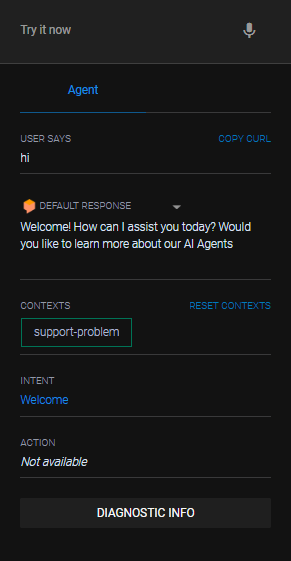 Try it now
Agent
USER SAYS
COPY CURL
hi
DEFAULT RESPONSE
Welcome! How can I assist you today? Would
you like to learn more about our AI Agents
CONTEXTS
RESET CONTEXTS
support-problem
INTENT
Welcome
ACTION
Not available
DIAGNOSTIC INFO